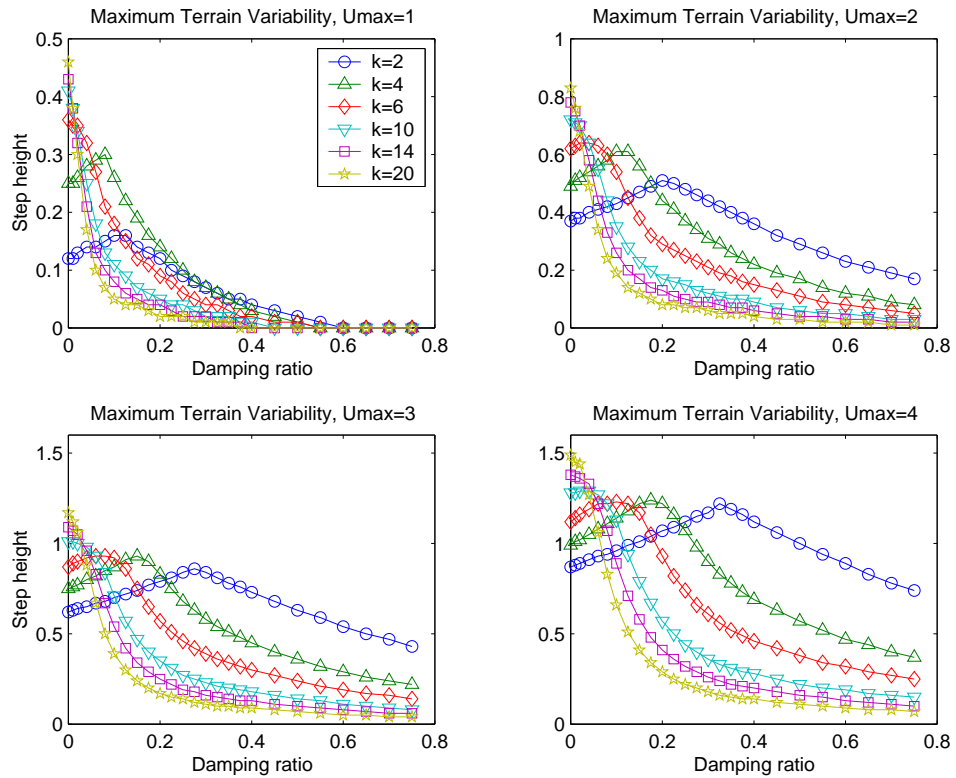 Maximum Terrain Variability, Umax=1
0.5
0.4
0.3
0.2
0.1
0
Step height
0 0.2 0.4 0.6 0.8
Damping ratio
k=2
k=4
k=6
k=10
k=14
k=20
Maximum Terrain Variability, Umax=2
1
0.8
0.6
0.4
0.2
0
Step height
0 0.2 0.4 0.6 0.8
Damping ratio
Maximum Terrain Variability, Umax=3
1.5
1
0.5
0
Step height
0 0.2 0.4 0.6 0.8
Damping ratio
Maximum Terrain Variability, Umax=4
1.5
1
0.5
0
Step height
0 0.2 0.4 0.6 0.8
Damping ratio